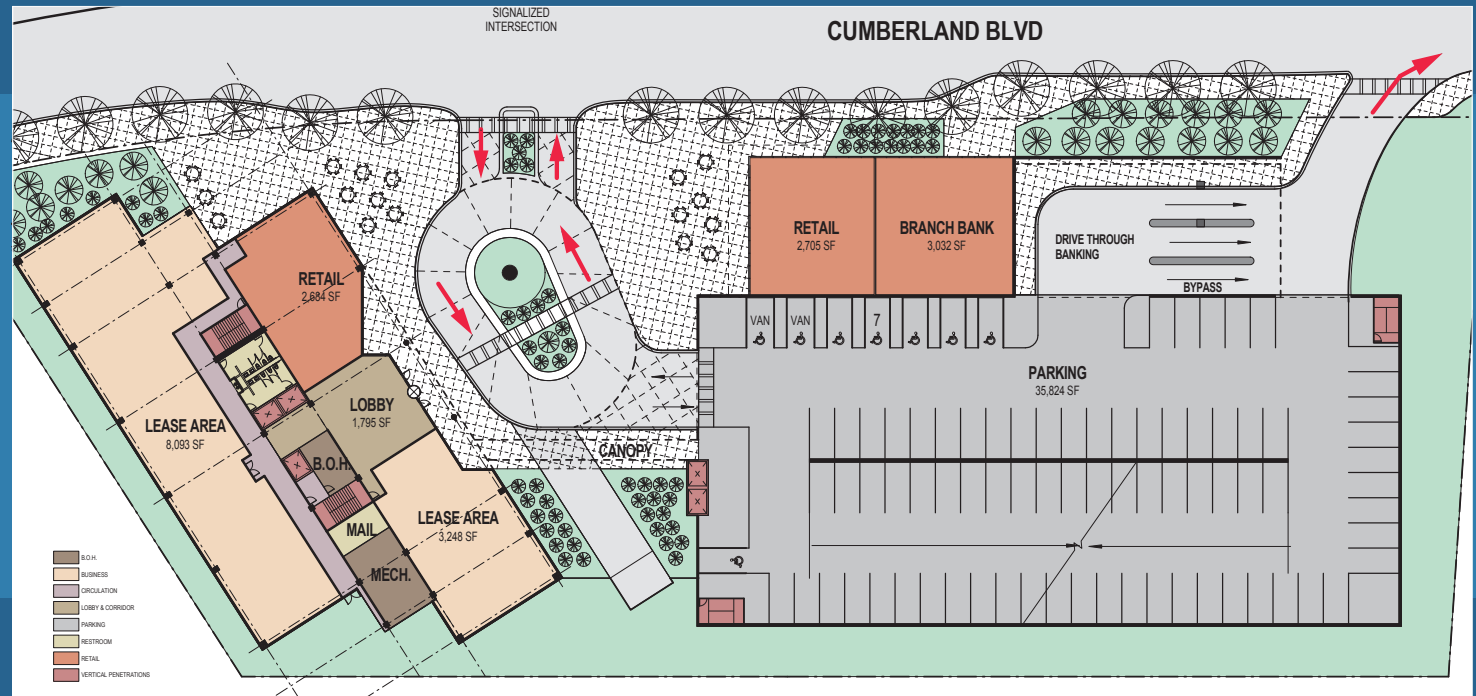 SIGNALIZED
INTERSECTION
CUMBERLAND BLVD
RETAIL
2,705 SF
BRANCH BANK
3,032 SF
DRIVE THROUGH
BANKING
BYPASS
RETAIL
2,684 SF
VAN
VAN
7
PARKING
35,824 SF
LOBBY
1,795 SF
LEASE AREA
8,093 SF
B.O.H.
CANOPY
LEASE AREA
3,248 SF
MAIL
MECH.
B.O.H.
BUSINESS
CIRCULATION
LOBBY & CORRIDOR
PARKING
RESTROOM
RETAIL
VERTICAL PENETRATIONS